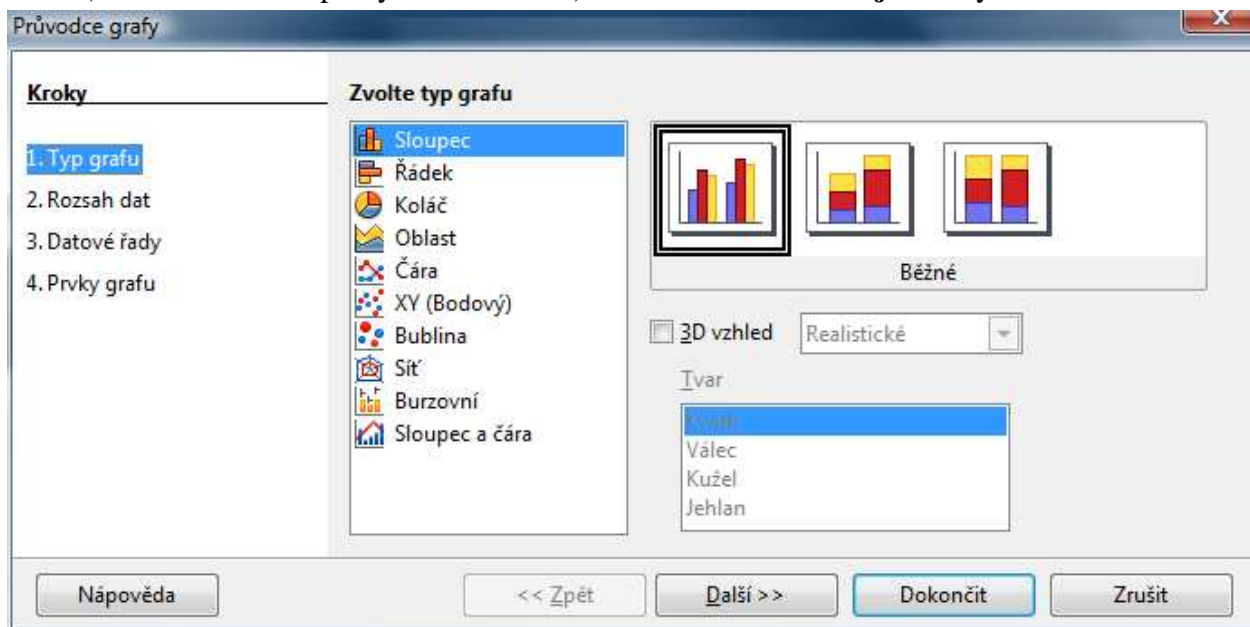 Průvodce grafy
Kroky
1. Typ grafu
2. Rozsah dat
3. Datové řady
4. Prvky grafu
Zvolte typ grafu
Sloupec
Řádek
Koláč
Oblast
Čára
XY (Bodový)
Bublina
Síť
Burzovní
Sloupec a čára
Běžné
3D vzhled
Realistické
Tvar
Válec
Kužel
Jehlan
Nápověda
<< Zpět
Další >>
Dokončit
Zrušit